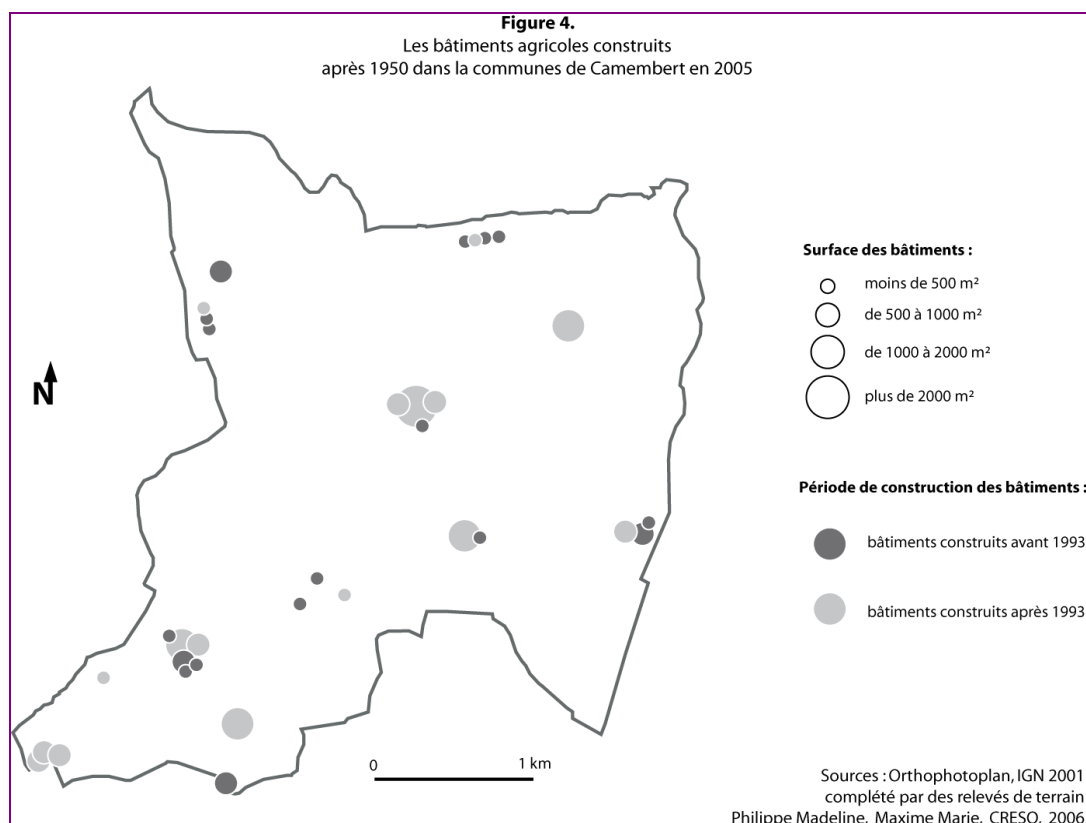 Figure 4.
Les bâtiments agricoles construits
après 1950 dans la communes de Camembert en 2005
Surface des bâtiments :
moins de 500 m²
de 500 à 1000 m²
de 1000 à 2000 m²
plus de 2000 m²
N
Période de construction des bâtiments :
bâtiments construits avant 1993
bâtiments construits après 1993
0
1 km
Sources : Orthophotoplan, IGN 2001
complété par des relevés de terrain
Philippe Madeline, Maxime Marie, CRESO, 2006